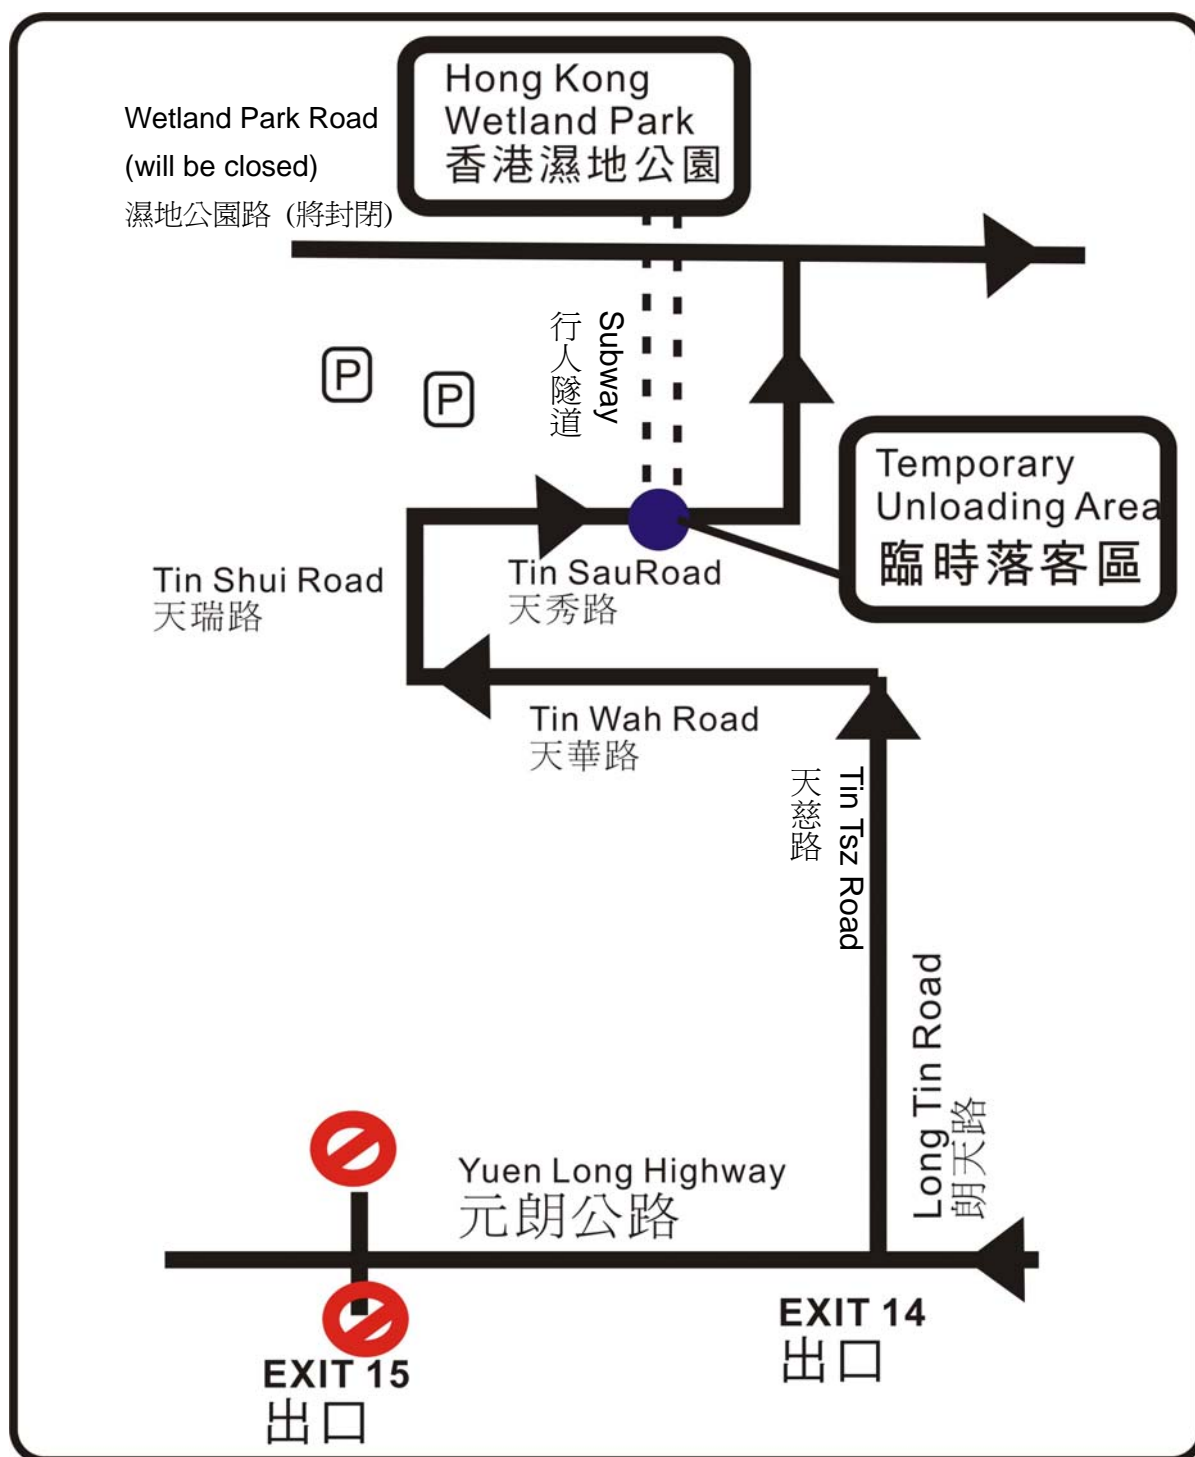 Hong Kong
Wetland Park
香港濕地公園
Wetland Park Road
(will be closed)
濕地公園路 (將封閉)
Subway
行人隧道
P
P
Temporary
Unloading Area
臨時落客區
Tin Shui Road
天瑞路
Tin SauRoad
天秀路
Tin Wah Road
天華路
Tin Tsz Road
天慈路
Long Tin Road
朗天路
Yuen Long Highway
元朗公路
EXIT 14
出口
EXIT 15
出口